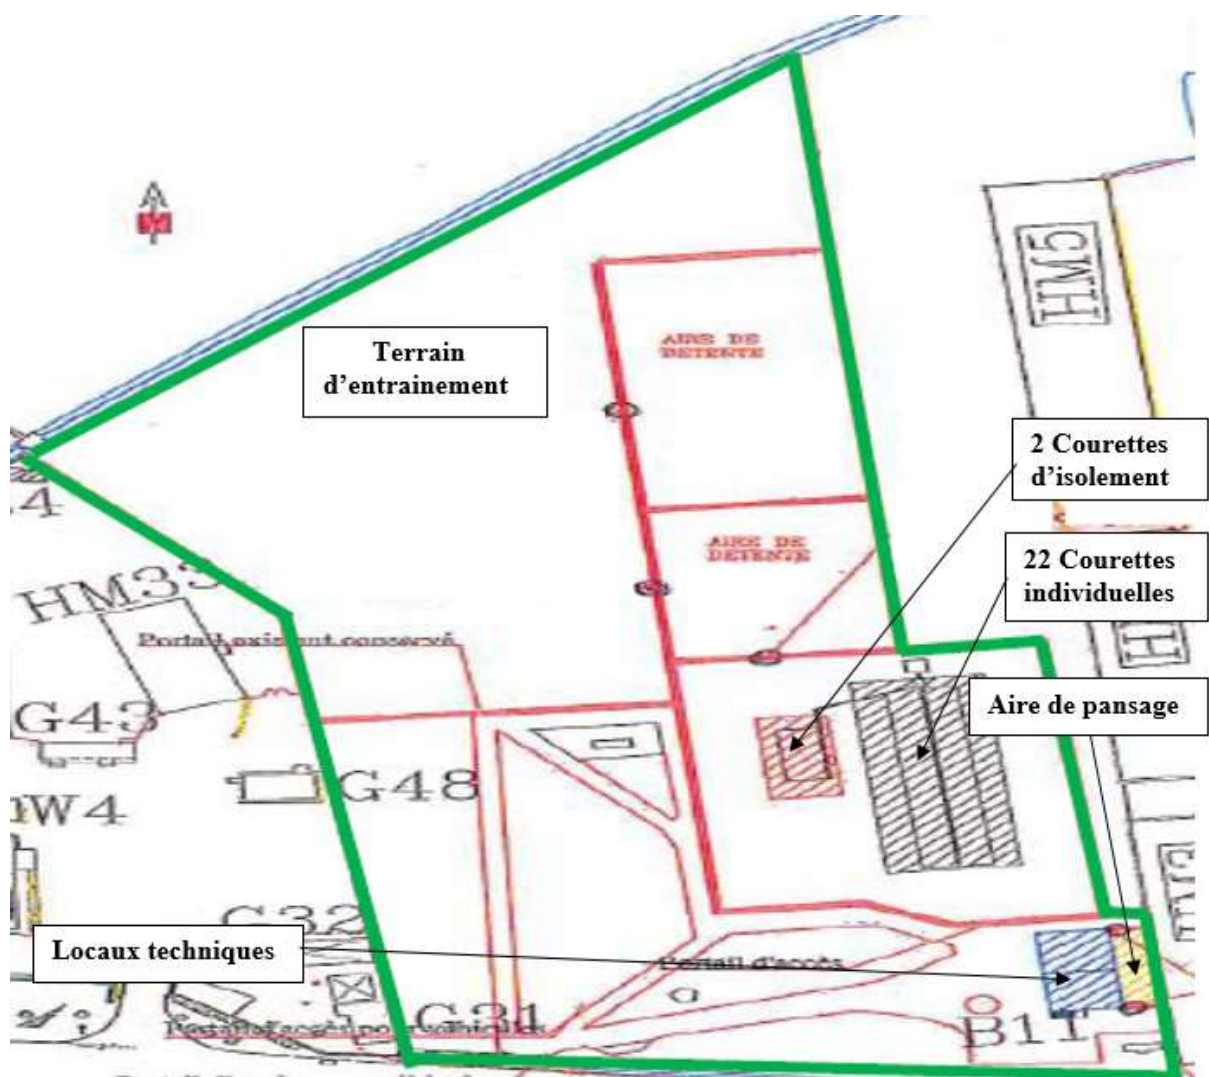 HM5
Terrain
d’entrainement
AIRE DE
DETENTE
2 Courettes
d’isolement
AIRE DE
DETENTE
22 Courettes
individuelles
HM33
Portail existant conservé
Aire de pansage
G43
G48
W4
G32
Locaux techniques
Portail d'accès
G31
B11